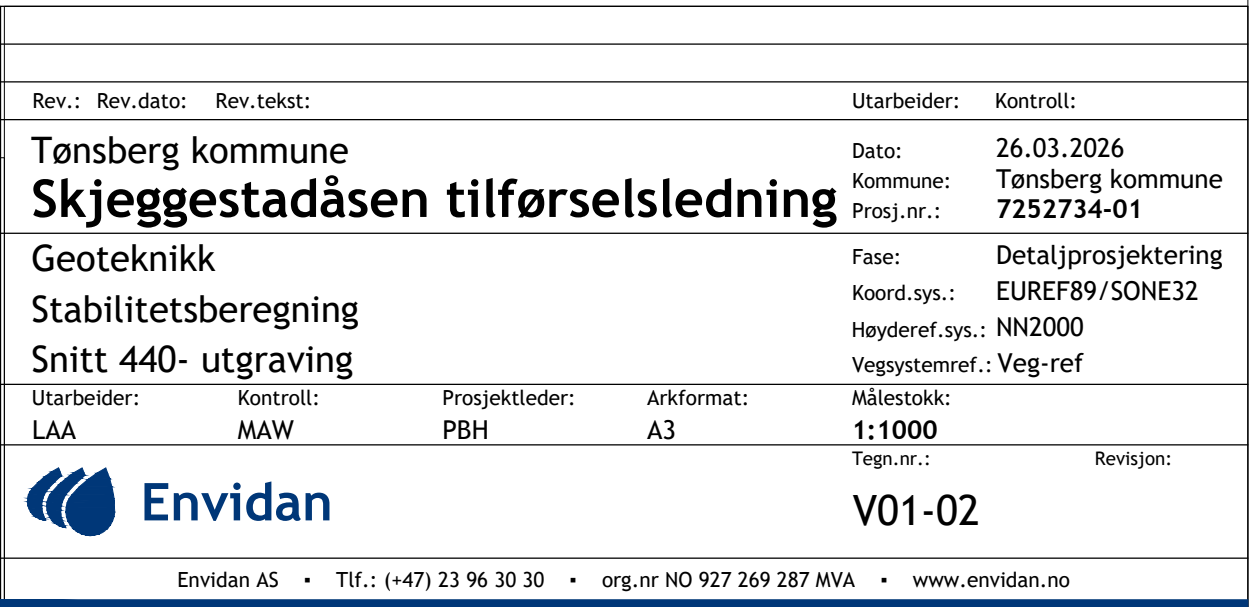 Rev.: Rev.dato: Rev.tekst: Utarbeider: Kontroll:
Tønsberg kommune
Skjeggestadåsen tilførselsledning
Dato: 26.03.2026
Kommune: Tønsberg kommune
Prosj.nr.: 7252734-01
Geoteknikk
Stabilitetsberegning
Snitt 440- utgraving
Fase: Detaljprosjektering
Koord.sys.: EUREF89/SONE32
Høyderef.sys.: NN2000
Vegsystemref.: Veg-ref
Utarbeider: Kontroll: Prosjektleder: Arkformat: Målestokk:
LAA MAW PBH A3 1:1000
Tegn.nr.: Revisjon:
Envidan
V01-02
Envidan AS ▪ Tlf.: (+47) 23 96 30 30 ▪ org.nr NO 927 269 287 MVA ▪ www.envidan.no